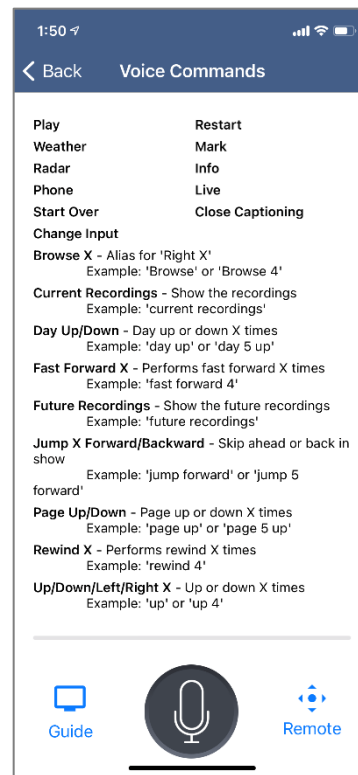 1:50
Back Voice Commands
Play Restart
Weather Mark
Radar Info
Phone Live
Start Over Close Captioning
Change Input
Browse X - Alias for 'Right X'
Example: 'Browse' or 'Browse 4'
Current Recordings - Show the recordings
Example: 'current recordings'
Day Up/Down - Day up or down X times
Example: 'day up' or 'day 5 up'
Fast Forward X - Performs fast forward X times
Example: 'fast forward 4'
Future Recordings - Show the future recordings
Example: 'future recordings'
Jump X Forward/Backward - Skip ahead or back in
show
Example: 'jump forward' or 'jump 5
forward'
Page Up/Down - Page up or down X times
Example: 'page up' or 'page 5 up'
Rewind X - Performs rewind X times
Example: 'rewind 4'
Up/Down/Left/Right X - Up or down X times
Example: 'up' or 'up 4'
Guide Remote